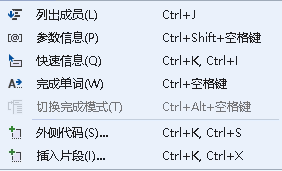 列出成员(L) Ctrl+J
参数信息(P) Ctrl+Shift+空格键
快速信息(Q) Ctrl+K, Ctrl+I
完成单词(W) Ctrl+空格键
切换完成模式(T) Ctrl+Alt+空格键
外侧代码(S)... Ctrl+K, Ctrl+S
插入片段(I)... Ctrl+K, Ctrl+X